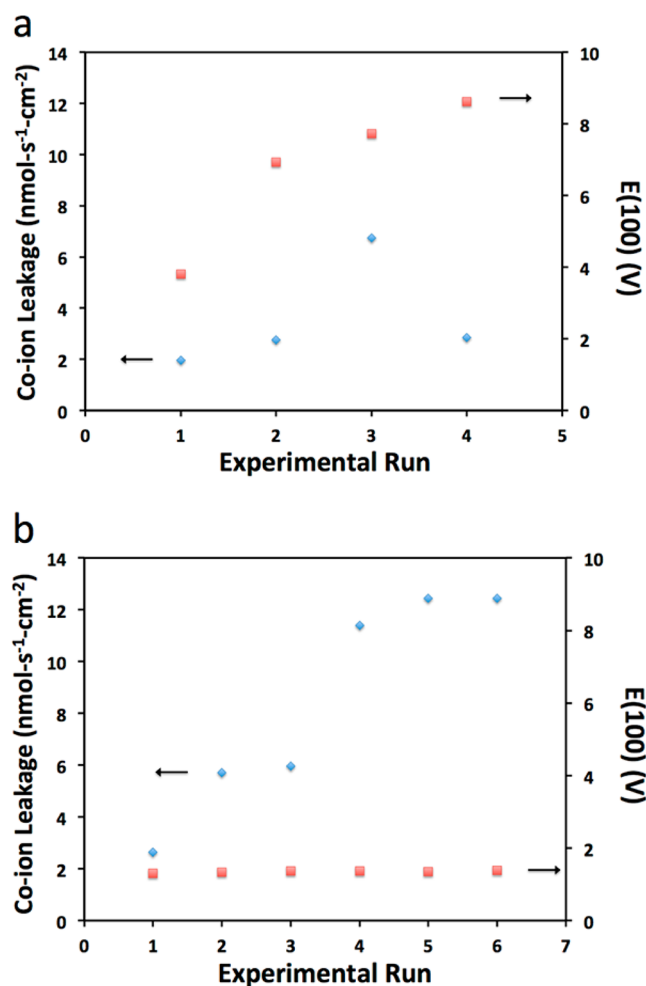 a
Co-ion Leakage (nmol-s⁻¹-cm⁻²)
14
12
10
8
6
4
2
0
10
8
6
4
2
0
E(100) (V)
0 1 2 3 4 5
Experimental Run
b
Co-ion Leakage (nmol-s⁻¹-cm⁻²)
14
12
10
8
6
4
2
0
10
8
6
4
2
0
E(100) (V)
0 1 2 3 4 5 6 7
Experimental Run